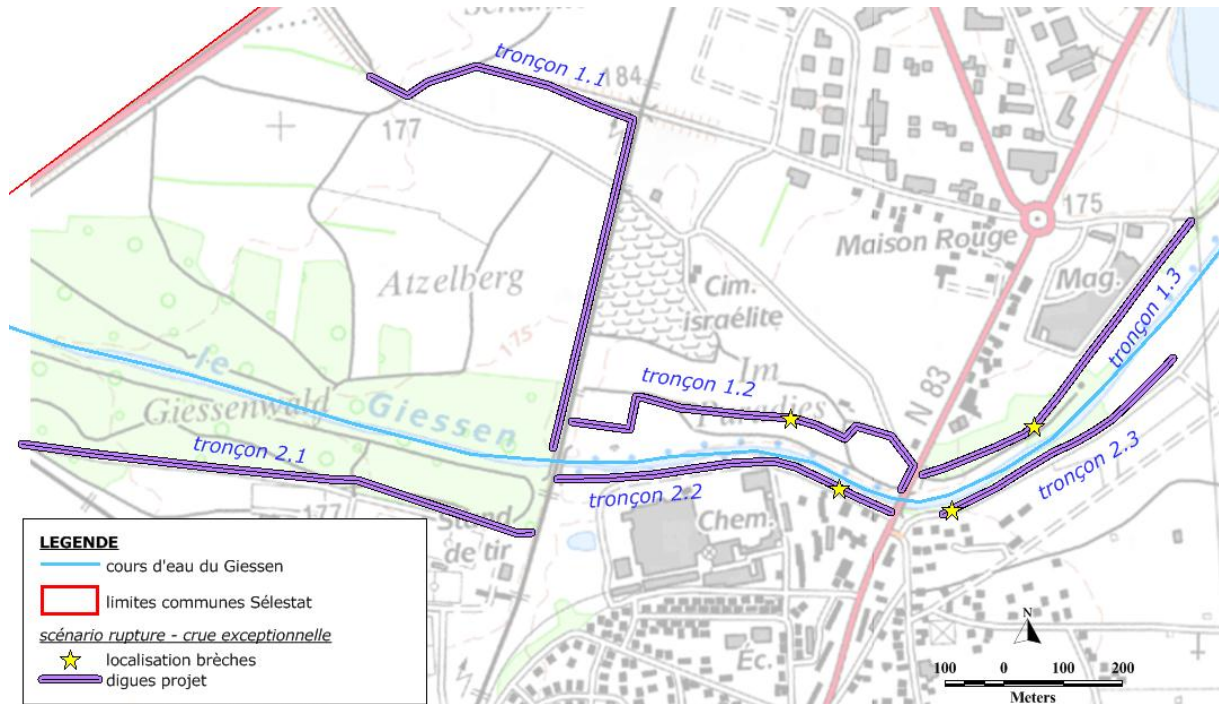 tronçon 1.1
184
177
175
Maison Rouge
Mag.
tronçon 1.3
Cim.
israélite
Atzelberg
175
le
Giessen
Giessenwald
tronçon 1.2
Im
Paradies
N 83
tronçon 2.1
tronçon 2.2
tronçon 2.3
177
Stand
de tir
Chem.
Éc.
LEGENDE
cours d'eau du Giessen
limites communes Sélestat
scénario rupture - crue exceptionnelle
localisation brèches
digues projet
N
100 0 100 200
Meters